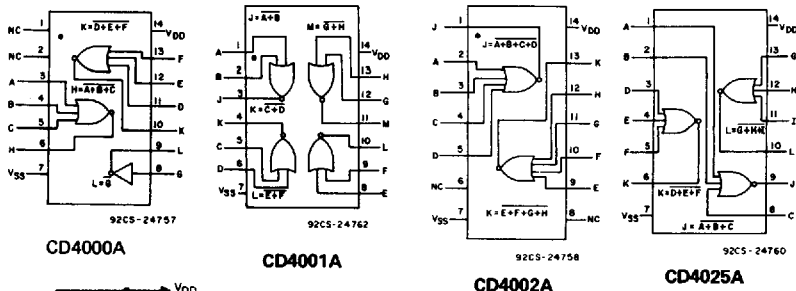 K=D+E+F
NC 1
14 VDD
NC 2
13 F
12 E
A 3
H=A+B+C
B 4
11 D
C 5
10 K
H 6
9 L
VSS 7
L=G
8 G
92CS-24757
CD4000A
J=A+B
M=G+H
A 1
14 VDD
B 2
13 H
J 3
12 G
K=C+D
K 4
11 M
C 5
10 L
D 6
9 F
L=E+F
VSS 7
8 E
92CS-24762
CD4001A
J 1
14 VDD
J=A+B+C+D
A 2
13 K
B 3
12 H
C 4
11 G
D 5
10 F
NC 6
9 E
K=E+F+G+H
VSS 7
8 NC
92CS-24758
CD4002A
A 1
14 VDD
B 2
13 G
D 3
12 H
E 4
11 I
L=G+H+I
F 5
10 L
K 6
K=D+E+F
9 J
VSS 7
8 C
J=A+B+C
92CS-24760
CD4025A
VDD